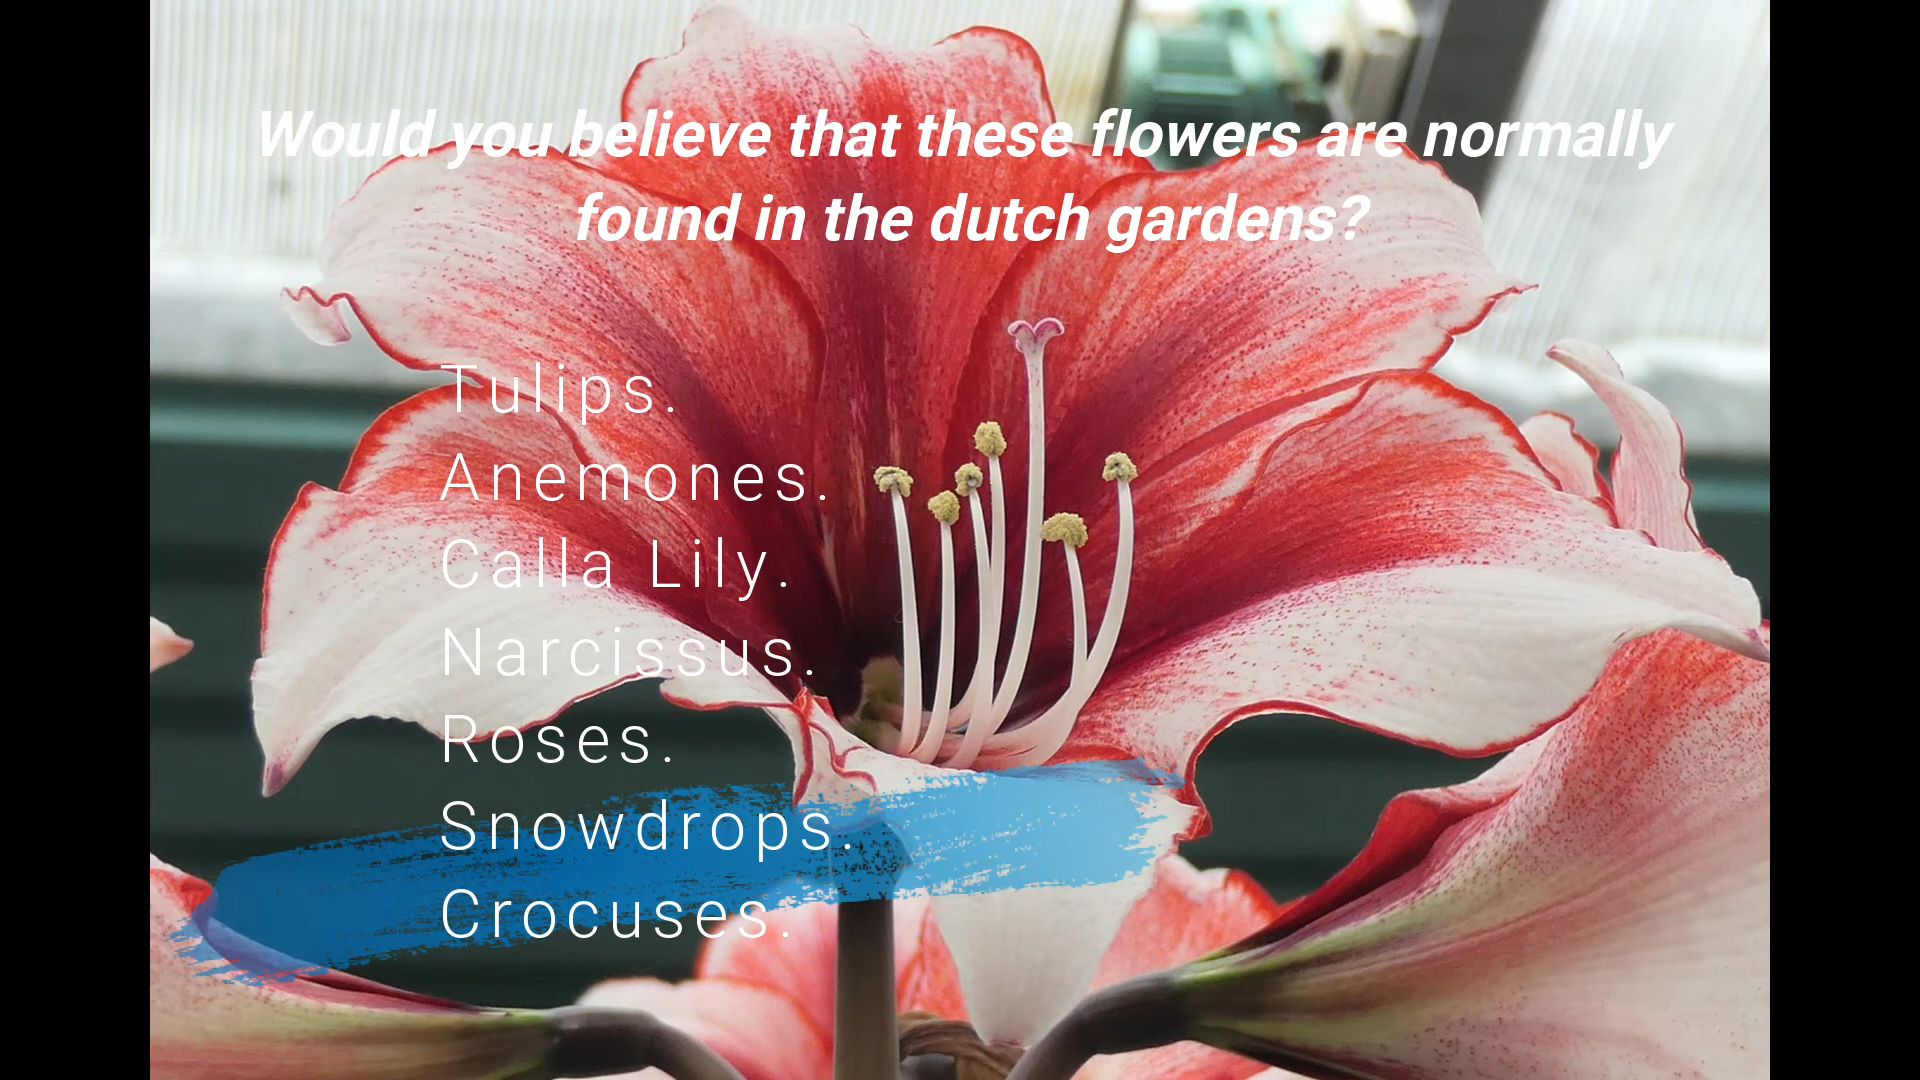 Would you believe that these flowers are normally
found in the dutch gardens?
Tulips.
Anemones.
Calla Lily.
Narcissus.
Roses.
Snowdrops.
Crocuses.